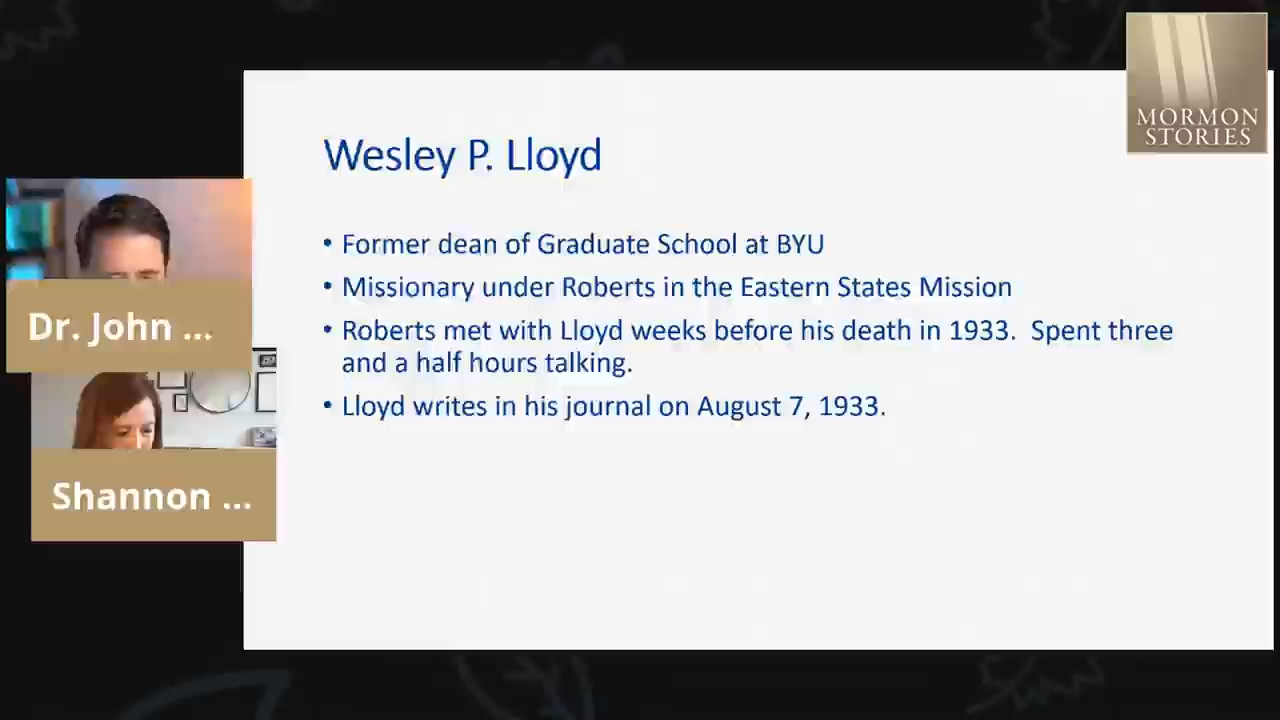 MORMON
STORIES
Wesley P. Lloyd
• Former dean of Graduate School at BYU
• Missionary under Roberts in the Eastern States Mission
• Roberts met with Lloyd weeks before his death in 1933.  Spent three
and a half hours talking.
• Lloyd writes in his journal on August 7, 1933.
Dr. John ...
Shannon ...